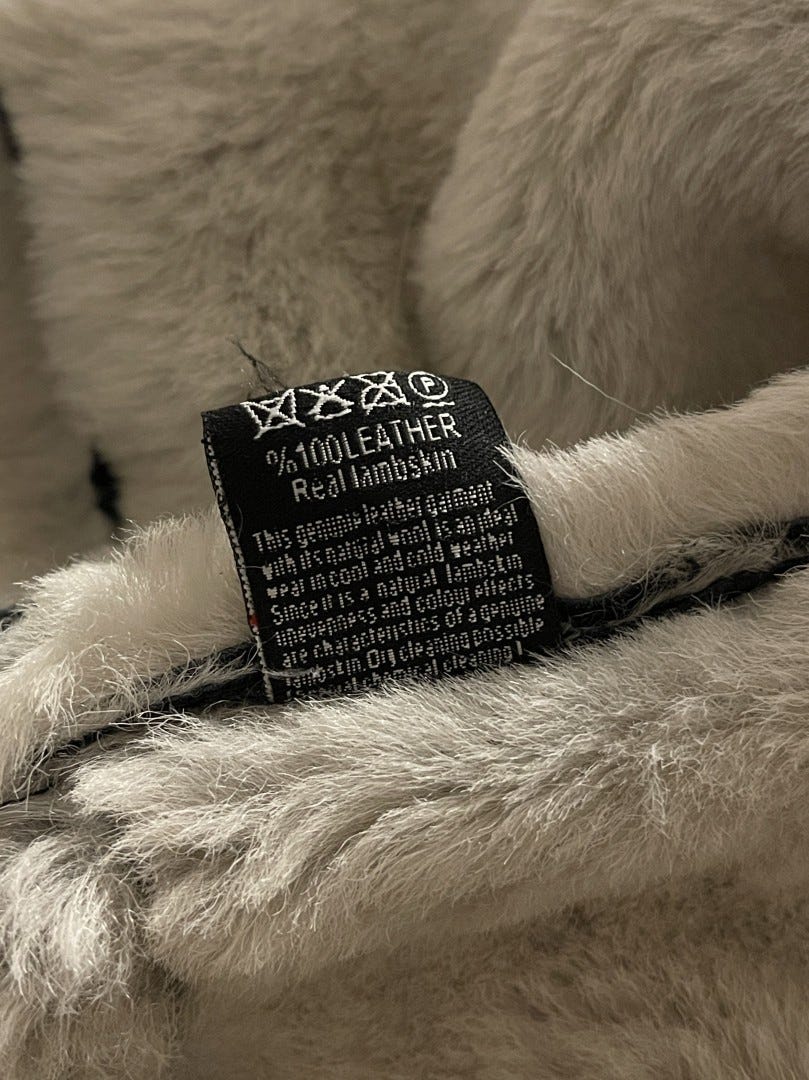 P
%100LEATHER
Real lambskin
This genuine leather garment
with its natural wool is an ideal
wear in cool and cold weather
Since it is a natural lambskin
uneveness and colour effects
are characteristics of a genuine
lambskin. Dry cleaning possible
chemical cleaning